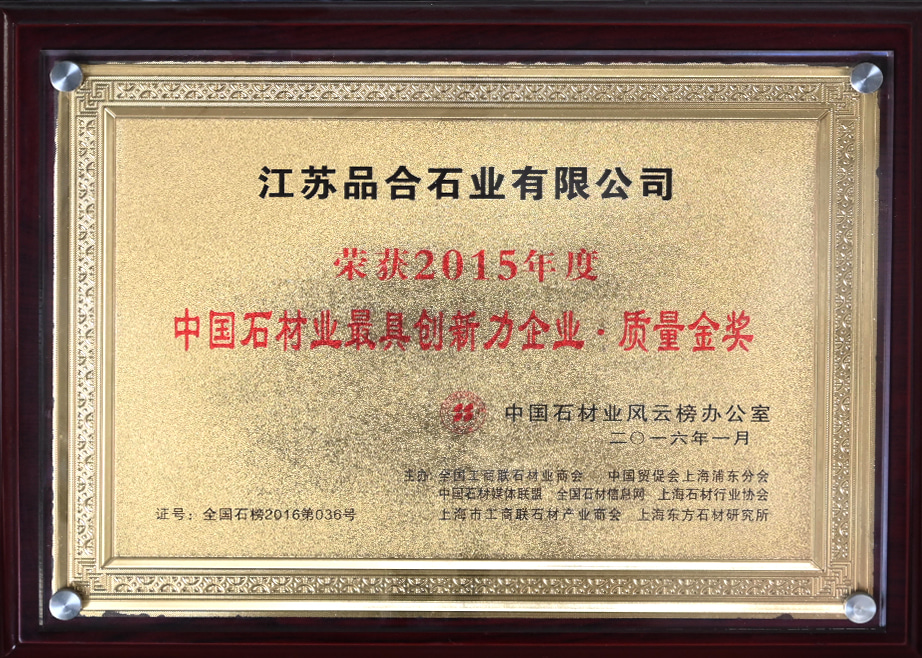 江苏品合石业有限公司
荣获2015年度
中国石材业最具创新力企业·质量金奖
中国石材业风云榜办公室
二〇一六年一月
主办 全国工商联石材业商会 中国贸促会上海浦东分会
中国石材媒体联盟 全国石材信息网 上海石材行业协会
证号：全国石榜2016第036号 上海市工商联石材产业商会 上海东方石材研究所